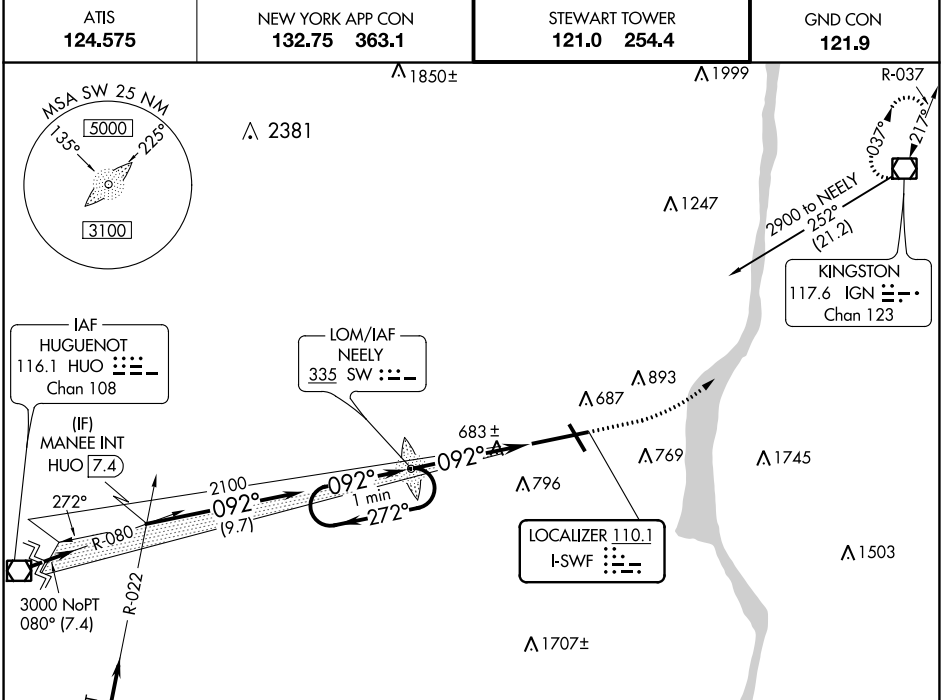 ATIS
124.575
NEW YORK APP CON
132.75 363.1
STEWART TOWER
121.0 254.4
GND CON
121.9
1850±
1999
R-037
MSA SW 25 NM
5000
135°
225°
3100
2381
037°
217°
1247
2900 to NEELY
252°
(21.2)
KINGSTON
117.6 IGN
Chan 123
IAF
HUGUENOT
116.1 HUO
Chan 108
LOM/IAF
NEELY
335 SW
893
687
(IF)
MANEE INT
HUO 7.4
683±
092°
769
1745
2100
092°
1 min
272°
092°
(9.7)
796
272°
R-080
LOCALIZER 110.1
I-SWF
1503
3000 NoPT
080° (7.4)
R-022
1707±